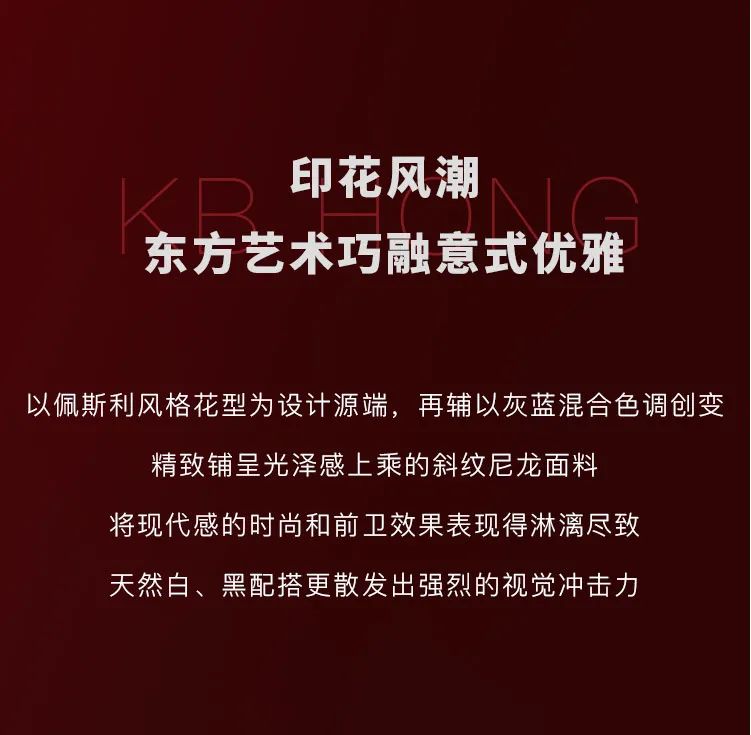 印花风潮
KB HONG
东方艺术巧融意式优雅
以佩斯利风格花型为设计源端，再辅以灰蓝混合色调创变
精致铺呈光泽感上乘的斜纹尼龙面料
将现代感的时尚和前卫效果表现得淋漓尽致
天然白、黑配搭更散发出强烈的视觉冲击力